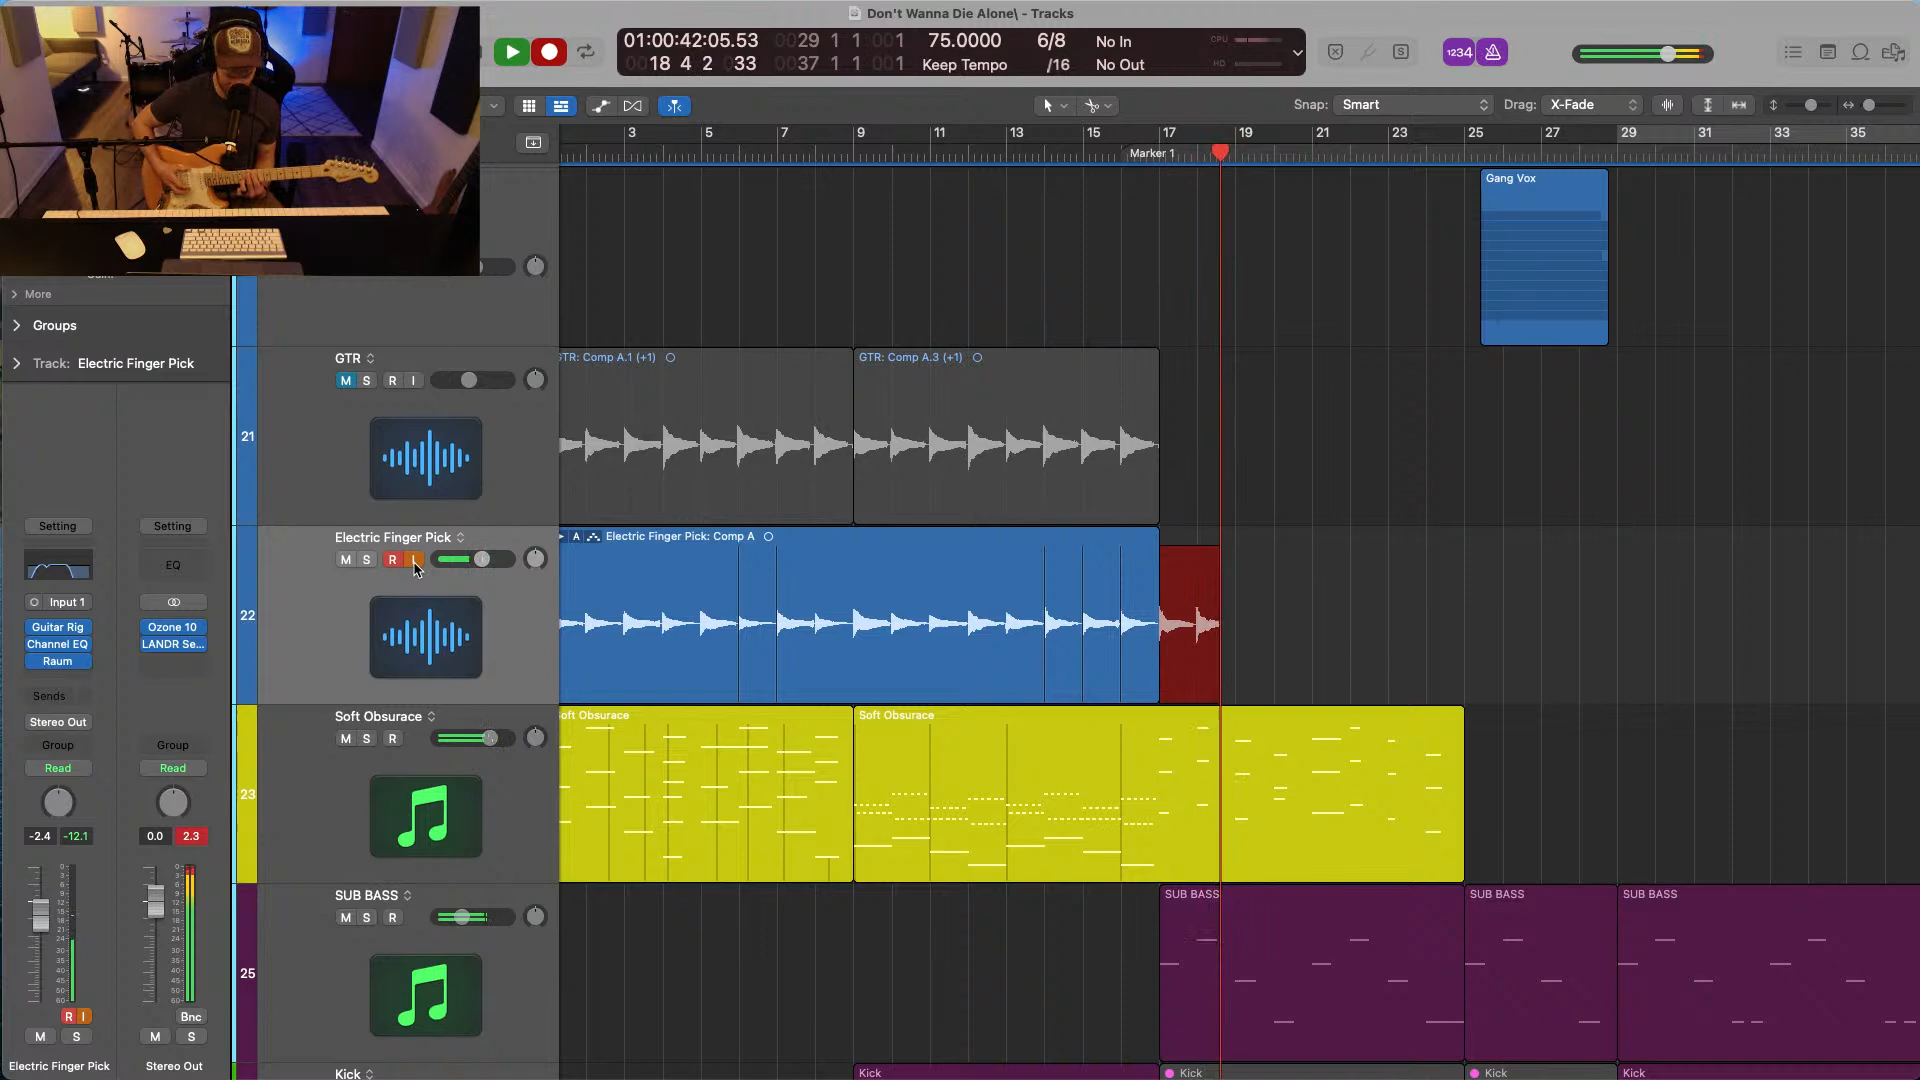 Don't Wanna Die Alone\ - Tracks
01:00:42:05.53 0029 1 1 001 75.0000 6/8 No In
0018 4 2 033 0037 1 1 001 Keep Tempo /16 No Out
CPU
HD
1234
S
Snap: Smart
Drag: X-Fade
3 5 7 9 11 13 15 17 19 21 23 25 27 29 31 33 35
Marker 1
Gang Vox
More
Groups
Track: Electric Finger Pick
GTR
M S R I
21
GTR: Comp A.1 (+1)
GTR: Comp A.3 (+1)
Electric Finger Pick
M S R I
22
A Electric Finger Pick: Comp A
Soft Obsurace
M S R
23
oft Obsurace
Soft Obsurace
SUB BASS
M S R
25
SUB BASS
SUB BASS
SUB BASS
Kick
Kick
Kick
Kick
Kick
Setting Setting
EQ
Input 1
Guitar Rig Ozone 10
Channel EQ LANDR Se...
Raum
Sends
Stereo Out
Group Group
Read Read
-2.4 -12.1 0.0 2.3
R I Bnc
M S M S
Electric Finger Pick Stereo Out